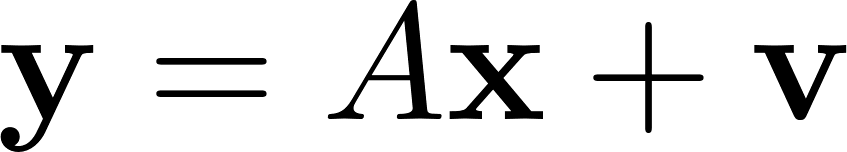 y = Ax + v